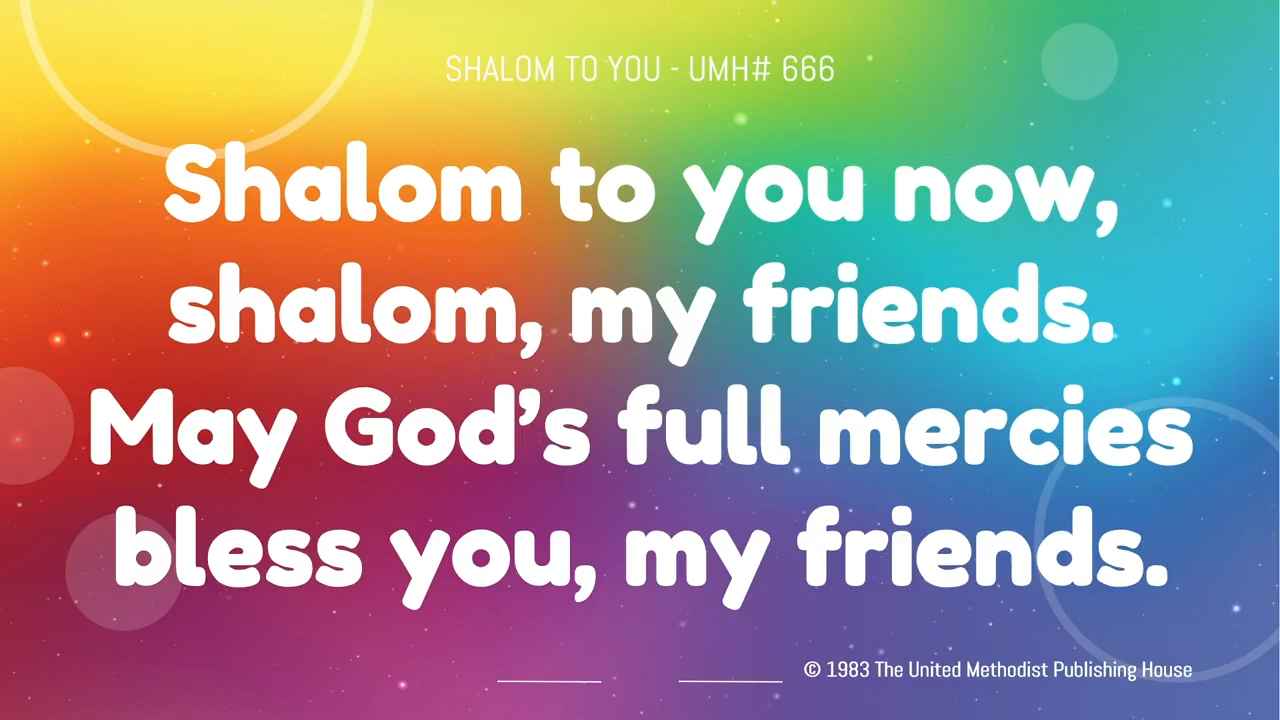 SHALOM TO YOU - UMH# 666
Shalom to you now,
shalom, my friends.
May God’s full mercies
bless you, my friends.
© 1983 The United Methodist Publishing House